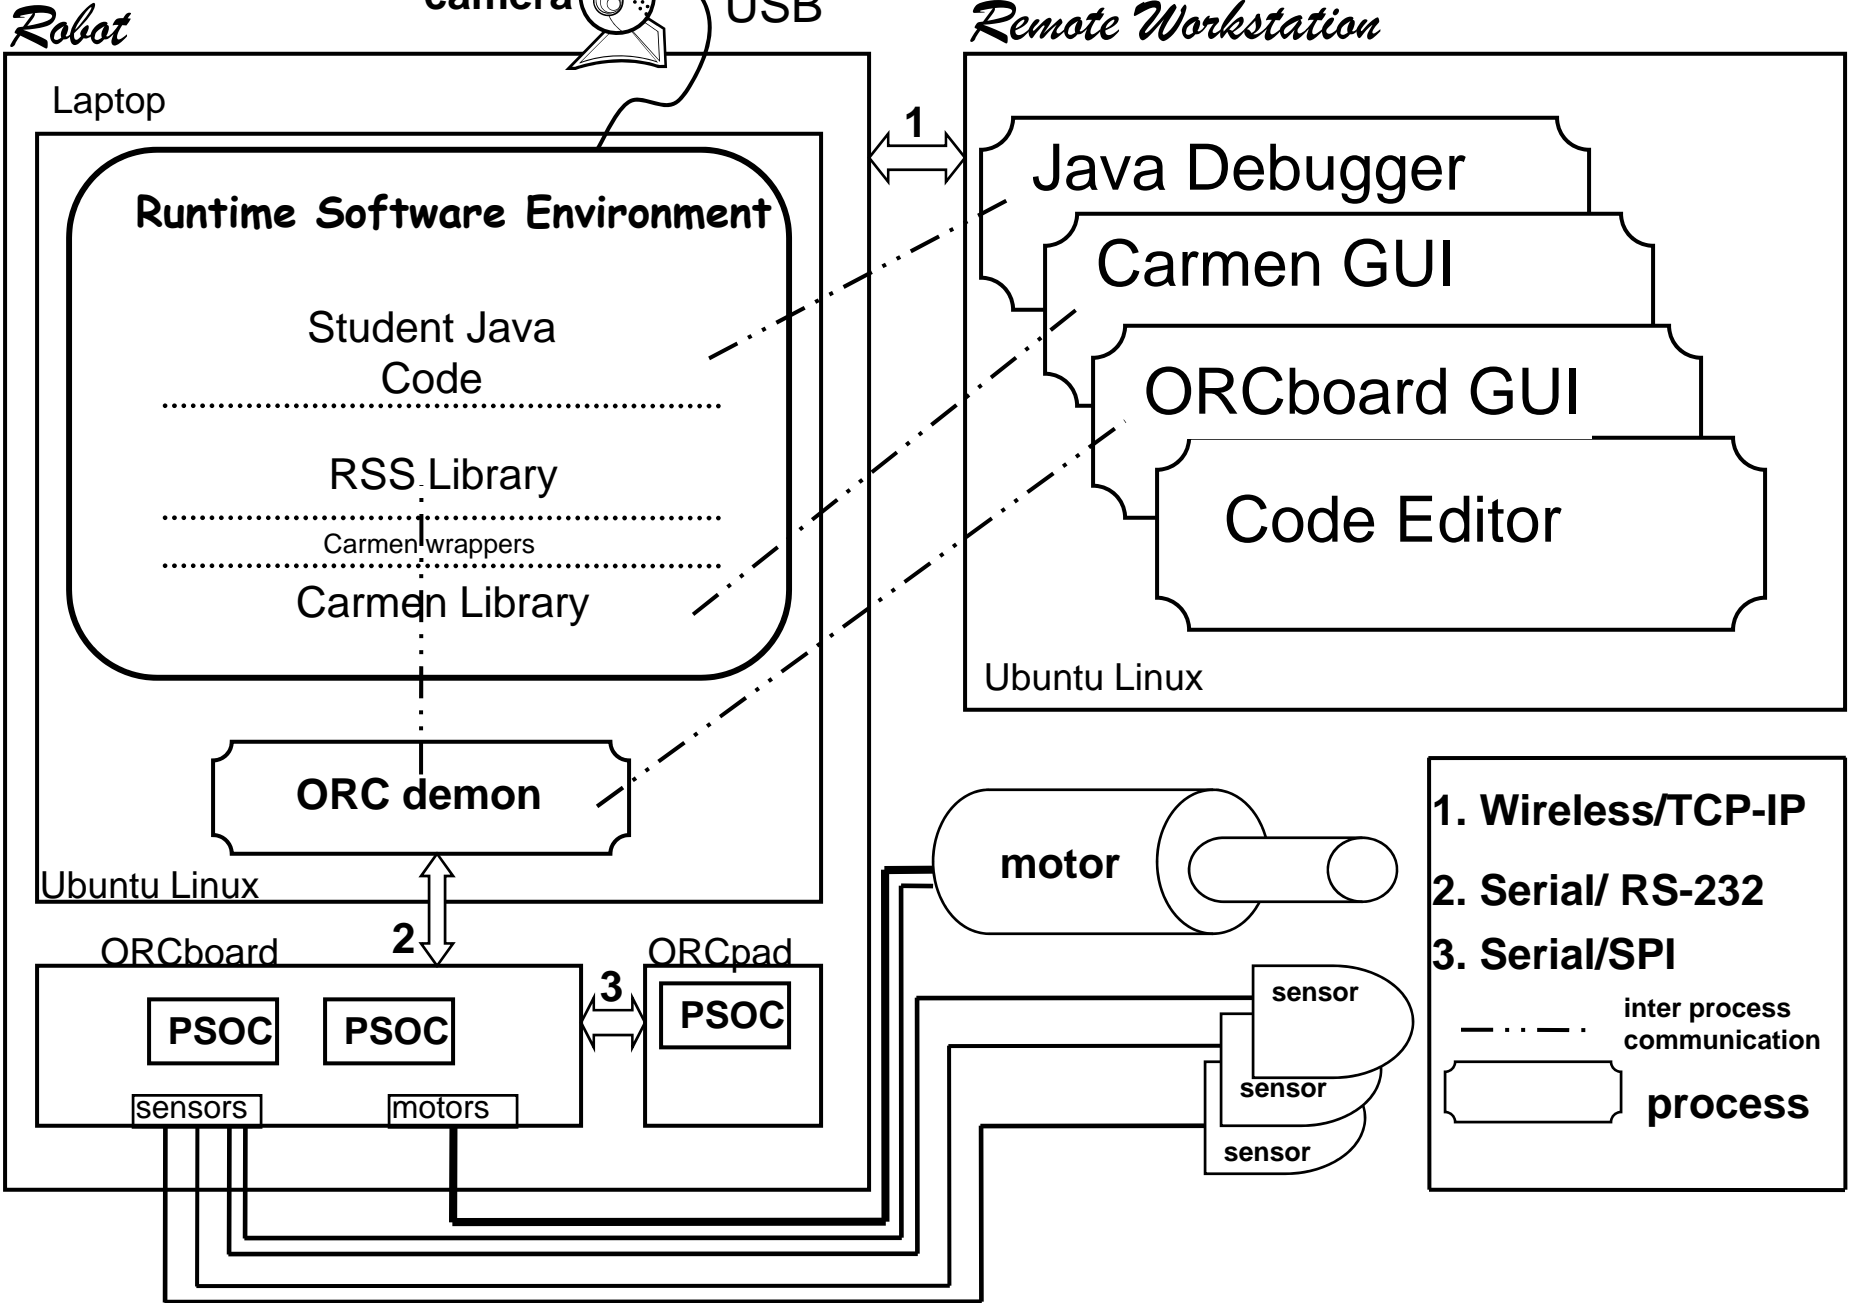 camera
USB
Robot
Remote Workstation
Laptop
1
Runtime Software Environment
Student Java
Code
RSS Library
Carmen wrappers
Carmen Library
ORC demon
Ubuntu Linux
2
ORCboard
ORCpad
3
PSOC
PSOC
PSOC
sensors
motors
Java Debugger
Carmen GUI
ORCboard GUI
Code Editor
Ubuntu Linux
motor
sensor
sensor
sensor
1. Wireless/TCP-IP
2. Serial/ RS-232
3. Serial/SPI
inter process
communication
process